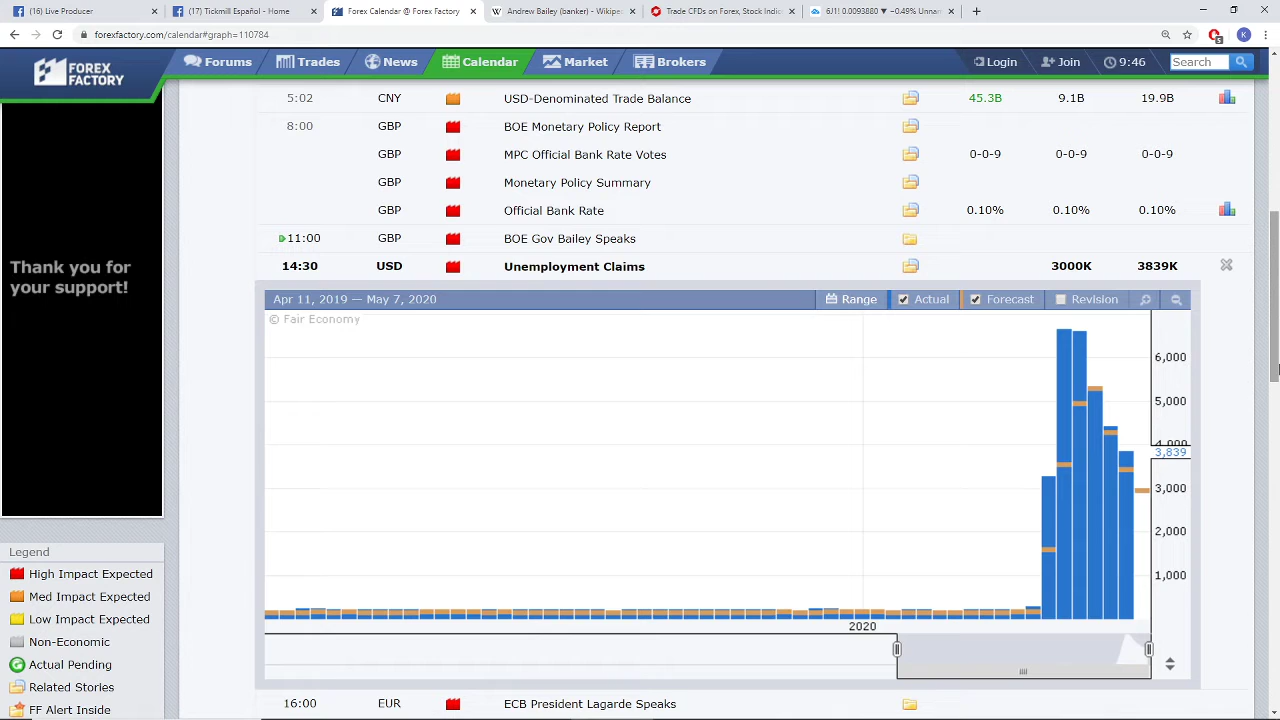 (16) Live Producer
(17) Tickmill Español - Home
Forex Calendar @ Forex Factory
Andrew Bailey (banker) - Wikipe
Trade CFDs on Forex, Stock Indic
6J1! 0.0093880 ▼ −0.49% Unnam
forexfactory.com/calendar#graph=110784
K
FOREX FACTORY
Forums
Trades
News
Calendar
Market
Brokers
Login
Join
9:46
Search
5:02 CNY USD-Denominated Trade Balance 45.3B 9.1B 19.9B
8:00 GBP BOE Monetary Policy Report
GBP MPC Official Bank Rate Votes 0-0-9 0-0-9 0-0-9
GBP Monetary Policy Summary
GBP Official Bank Rate 0.10% 0.10% 0.10%
11:00 GBP BOE Gov Bailey Speaks
14:30 USD Unemployment Claims 3000K 3839K
Thank you for
your support!
Apr 11, 2019 — May 7, 2020
Range
Actual
Forecast
Revision
© Fair Economy
6,000
5,000
4,000
3,839
3,000
2,000
1,000
2020
Legend
High Impact Expected
Med Impact Expected
Low Impact Expected
Non-Economic
Actual Pending
Related Stories
FF Alert Inside
16:00 EUR ECB President Lagarde Speaks